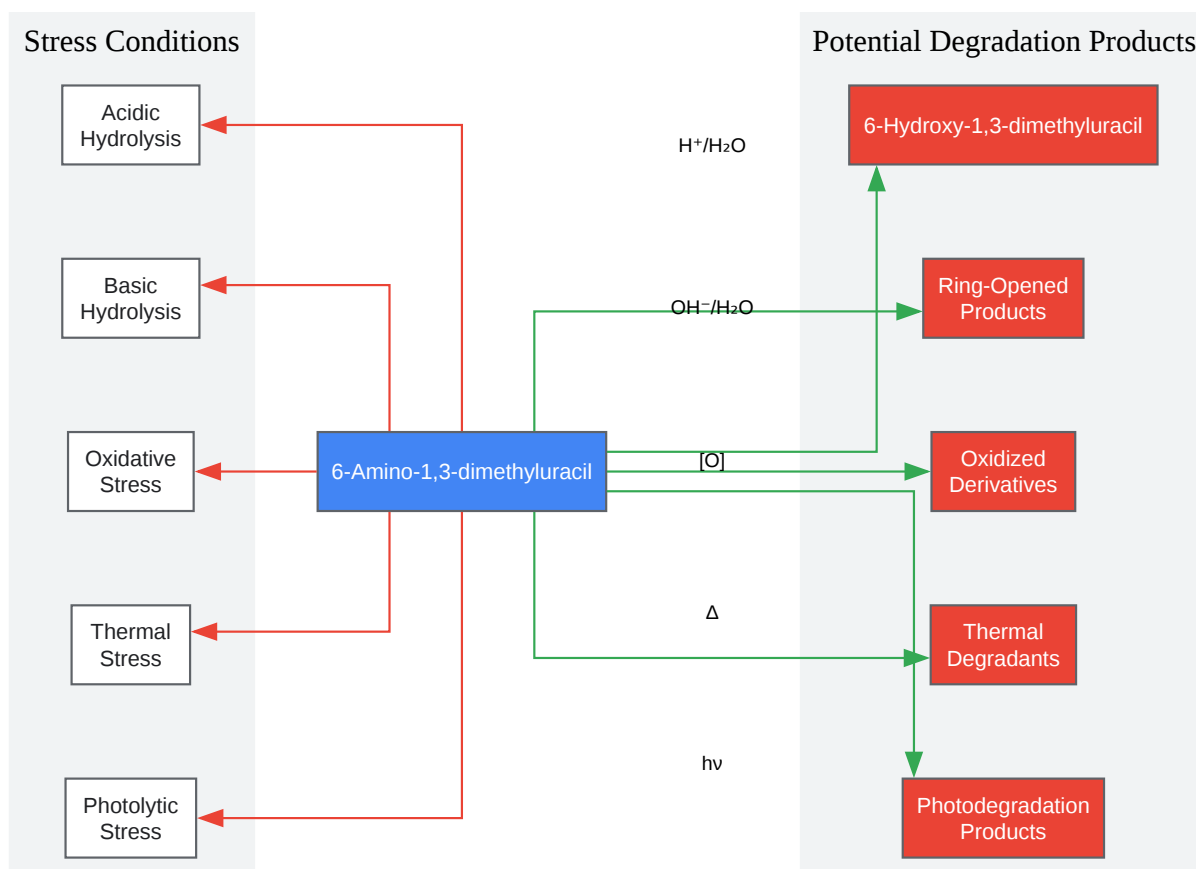 Stress Conditions
Potential Degradation Products
Acidic
Hydrolysis
H⁺/H₂O
6-Hydroxy-1,3-dimethyluracil
Basic
Hydrolysis
OH⁻/H₂O
Ring-Opened
Products
Oxidative
Stress
6-Amino-1,3-dimethyluracil
[O]
Oxidized
Derivatives
Thermal
Stress
Δ
Thermal
Degradants
Photolytic
Stress
hν
Photodegradation
Products